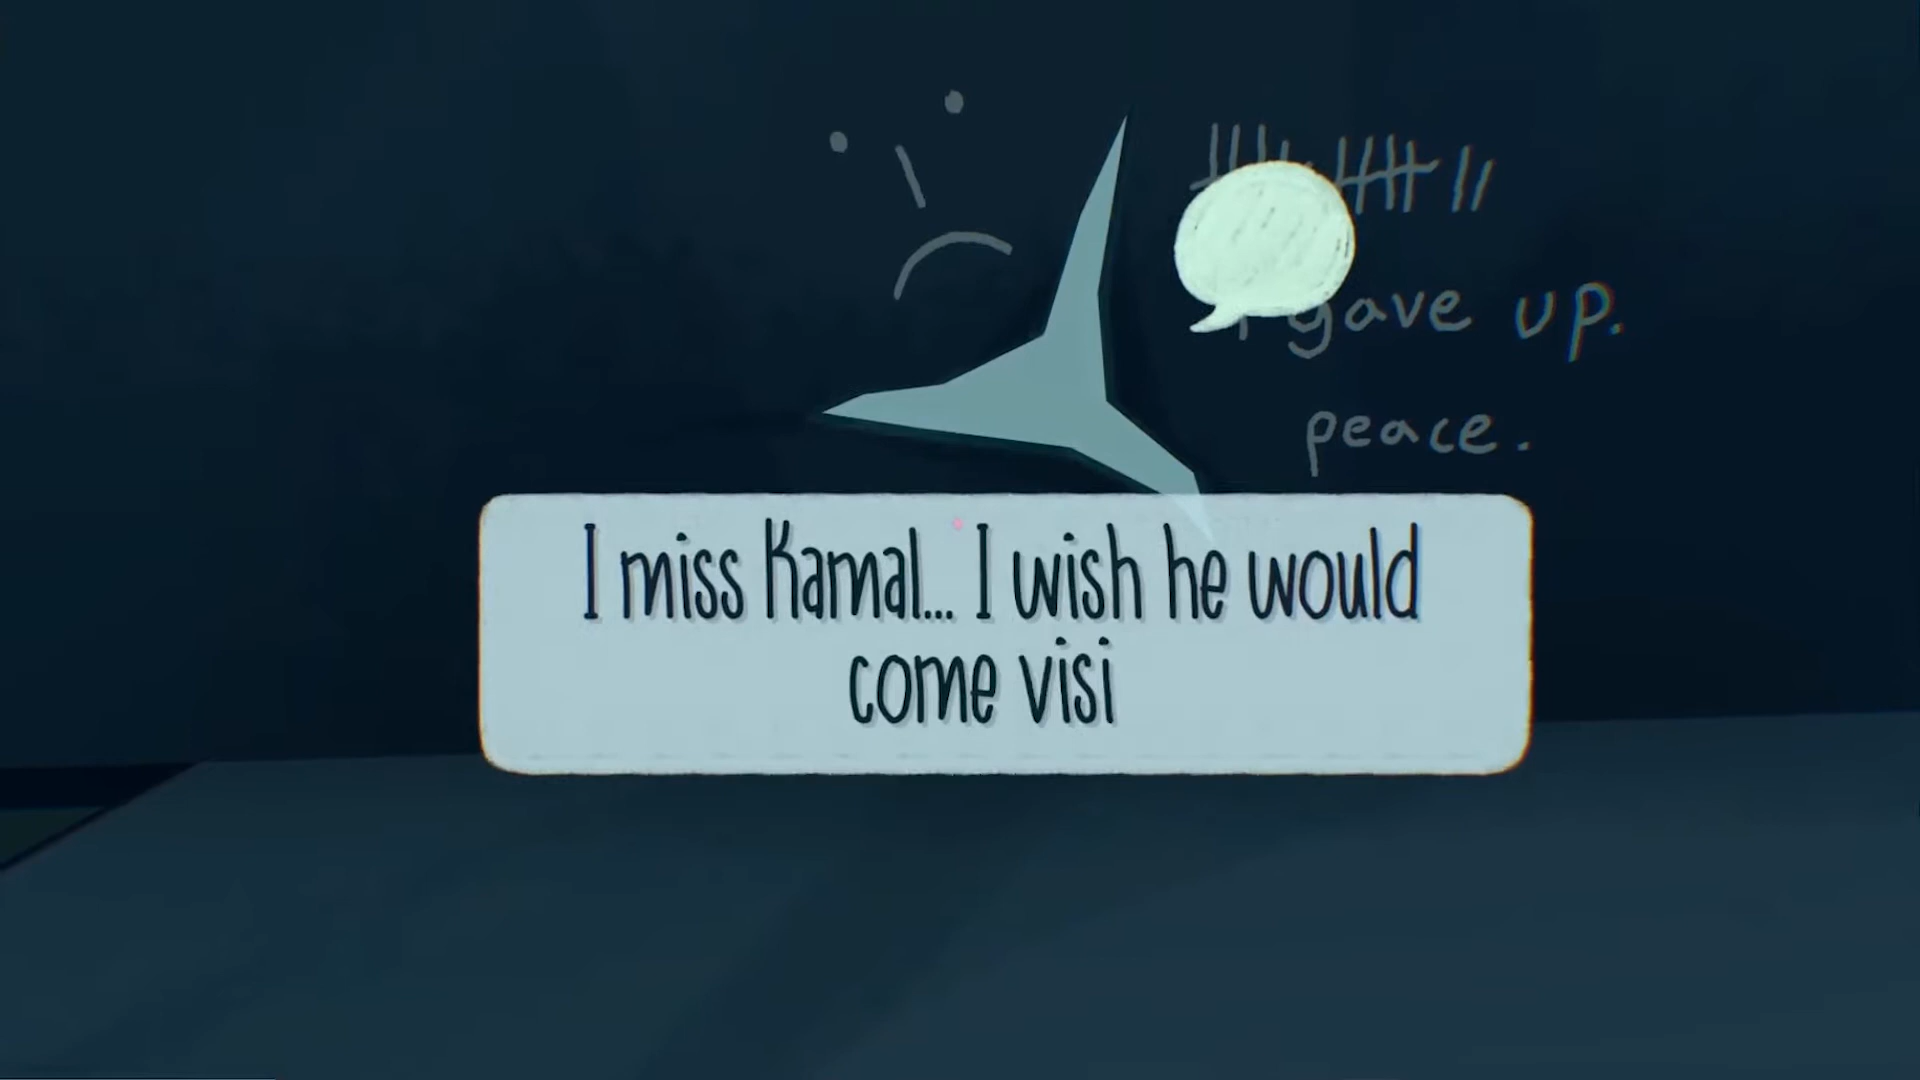 I gave up.
peace.
I miss Kamal... I wish he would
come visi